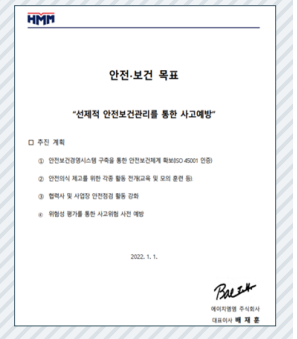 HMM
안전·보건 목표
"선제적 안전보건관리를 통한 사고예방"
□ 추진 계획
① 안전보건경영시스템 구축을 통한 안전보건체계 확보(ISO 45001 인증)
② 안전의식 제고를 위한 각종 활동 전개(교육 및 모의 훈련 등)
③ 협력사 및 사업장 안전점검 활동 강화
④ 위험성 평가를 통한 사고위험 사전 예방
2022. 1. 1.
에이치엠엠 주식회사
대표이사 배 재 훈